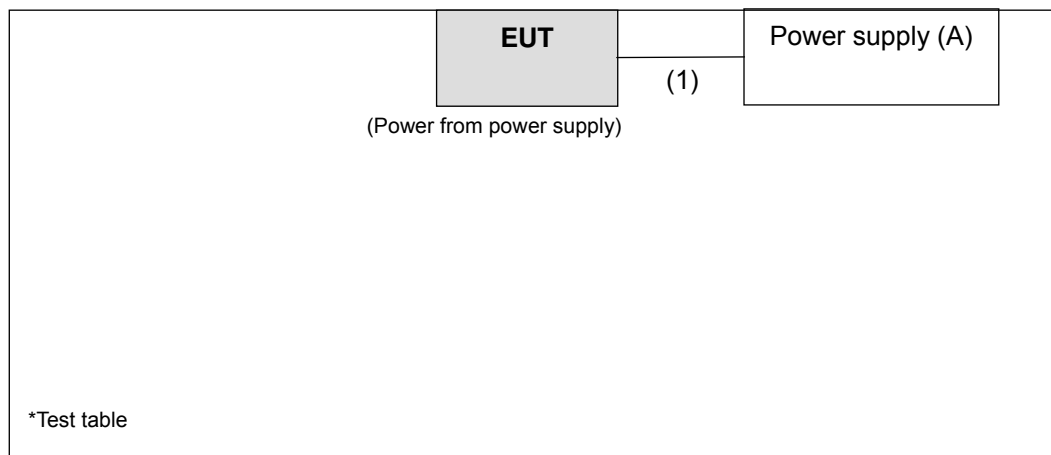 EUT
Power supply (A)
(1)
(Power from power supply)
*Test table